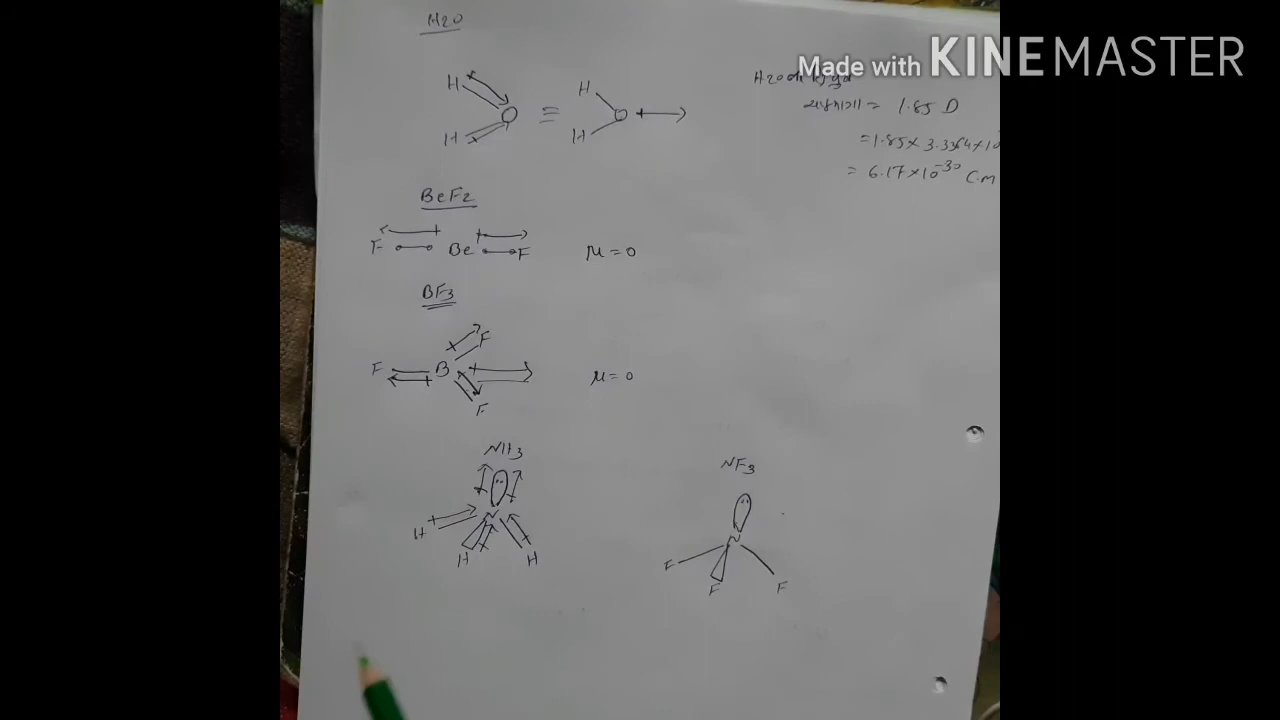 H2O
Made with KINEMASTER
H
H O ≡ H O
H H
= 1.85 D
= 1.85 × 3.3364 × 10
= 6.17 × 10⁻³⁰ C.m
BeF2
F Be F μ = 0
BF3
F
F B μ = 0
F
NH3
N
H H H
NF3
N
F F F